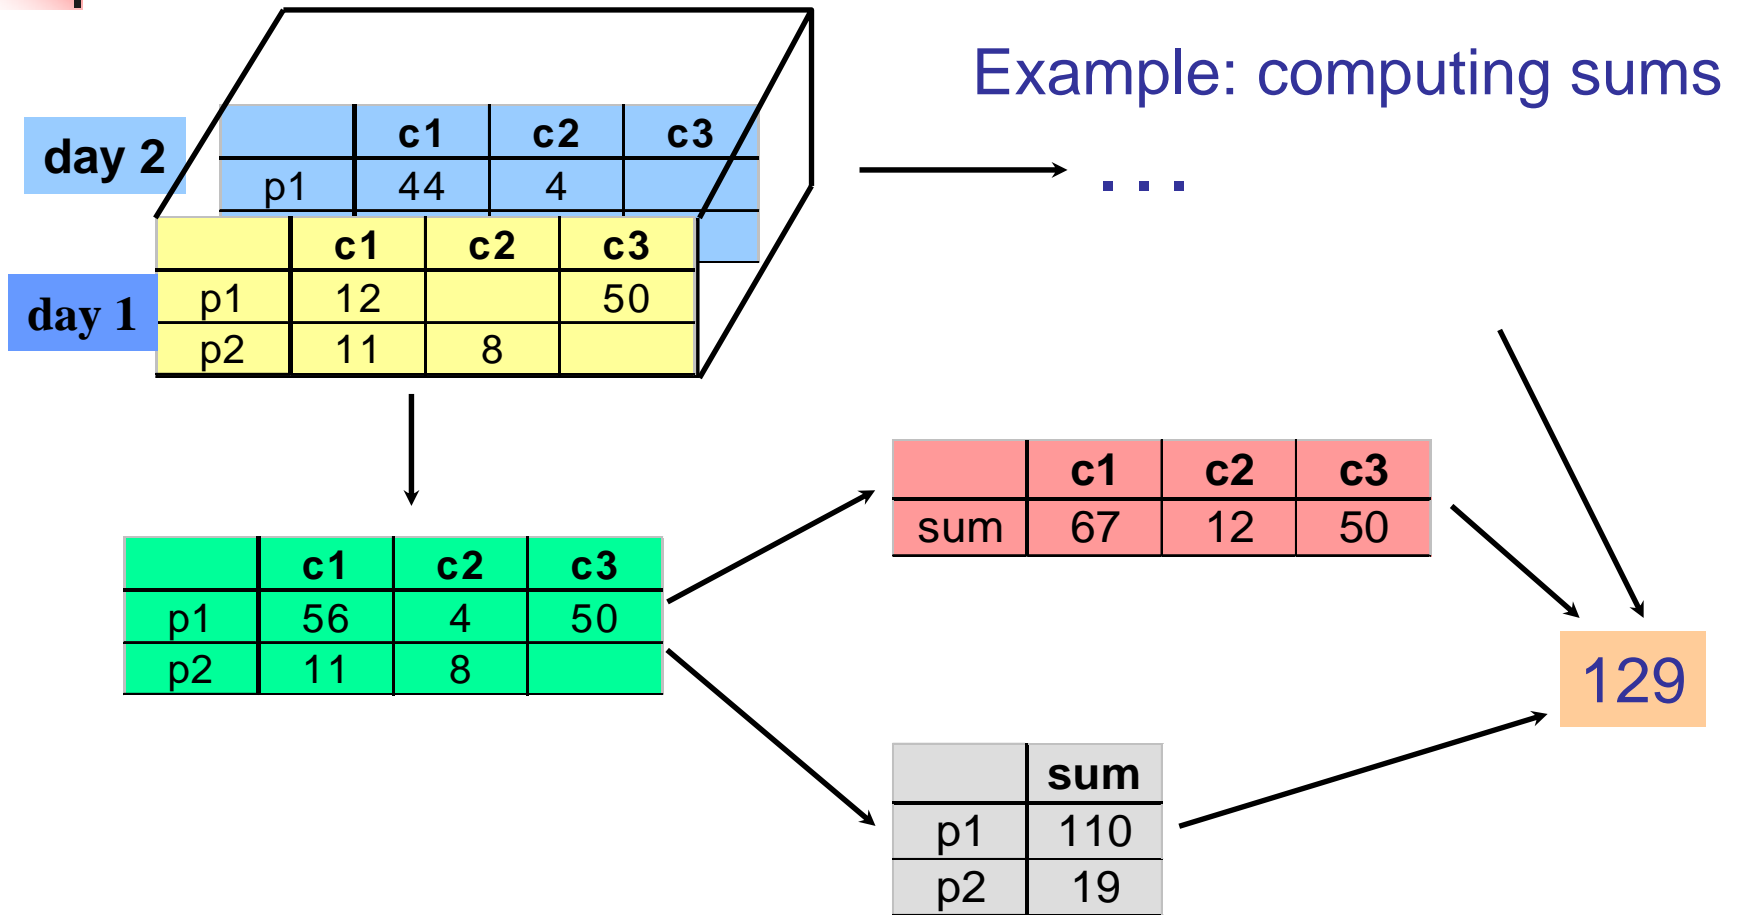 Example: computing sums
day 2
c1 c2 c3
p1 44 4
. . .
day 1
c1 c2 c3
p1 12 50
p2 11 8
c1 c2 c3
sum 67 12 50
c1 c2 c3
p1 56 4 50
p2 11 8
129
sum
p1 110
p2 19